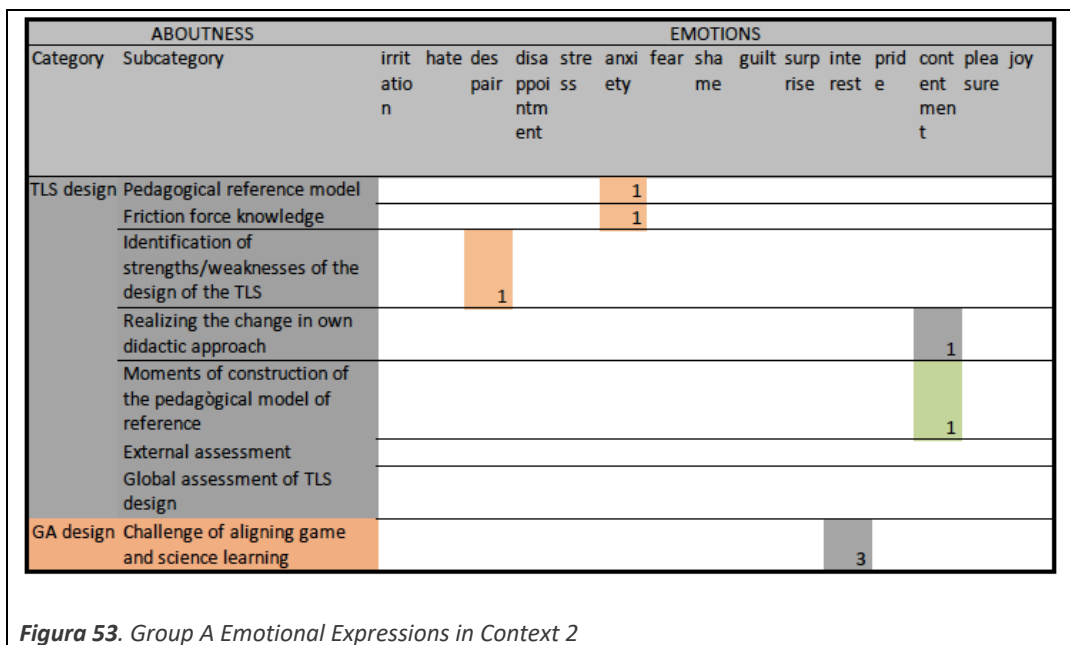 ABOUTNESS EMOTIONS
Category Subcategory irrit hate des disa stre anxi fear sha guilt surp inte prid cont plea joy
atio pair ppoi ss ety me rise rest e ent sure
n ntm men
ent t
TLS design Pedagogical reference model 1
Friction force knowledge 1
Identification of
strengths/weaknesses of the
design of the TLS 1
Realizing the change in own
didactic approach 1
Moments of construction of
the pedagògical model of
reference 1
External assessment
Global assessment of TLS
design
GA design Challenge of aligning game
and science learning 3
Figura 53. Group A Emotional Expressions in Context 2